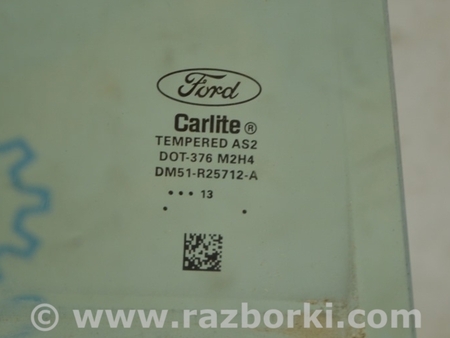 Ford
Carlite ®
TEMPERED AS2
DOT-376 M2H4
DM51-R25712-A
••• 13
• •
© www.razborki.com